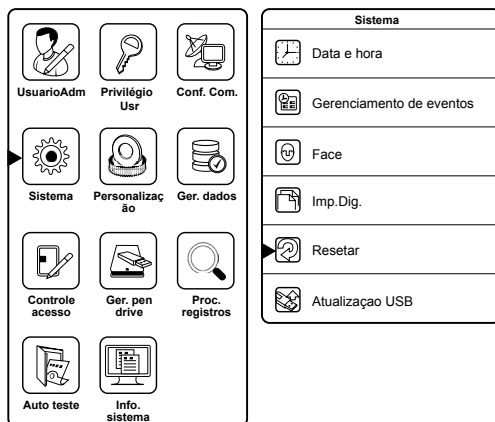 UsuarioAdm
Privilégio
Usr
Conf. Com.
Sistema
Personalizaç
ão
Ger. dados
Controle
acesso
Ger. pen
drive
Proc.
registros
Auto teste
Info.
sistema
Sistema
Data e hora
Gerenciamento de eventos
Face
Imp.Dig.
Resetar
Atualizaçao USB